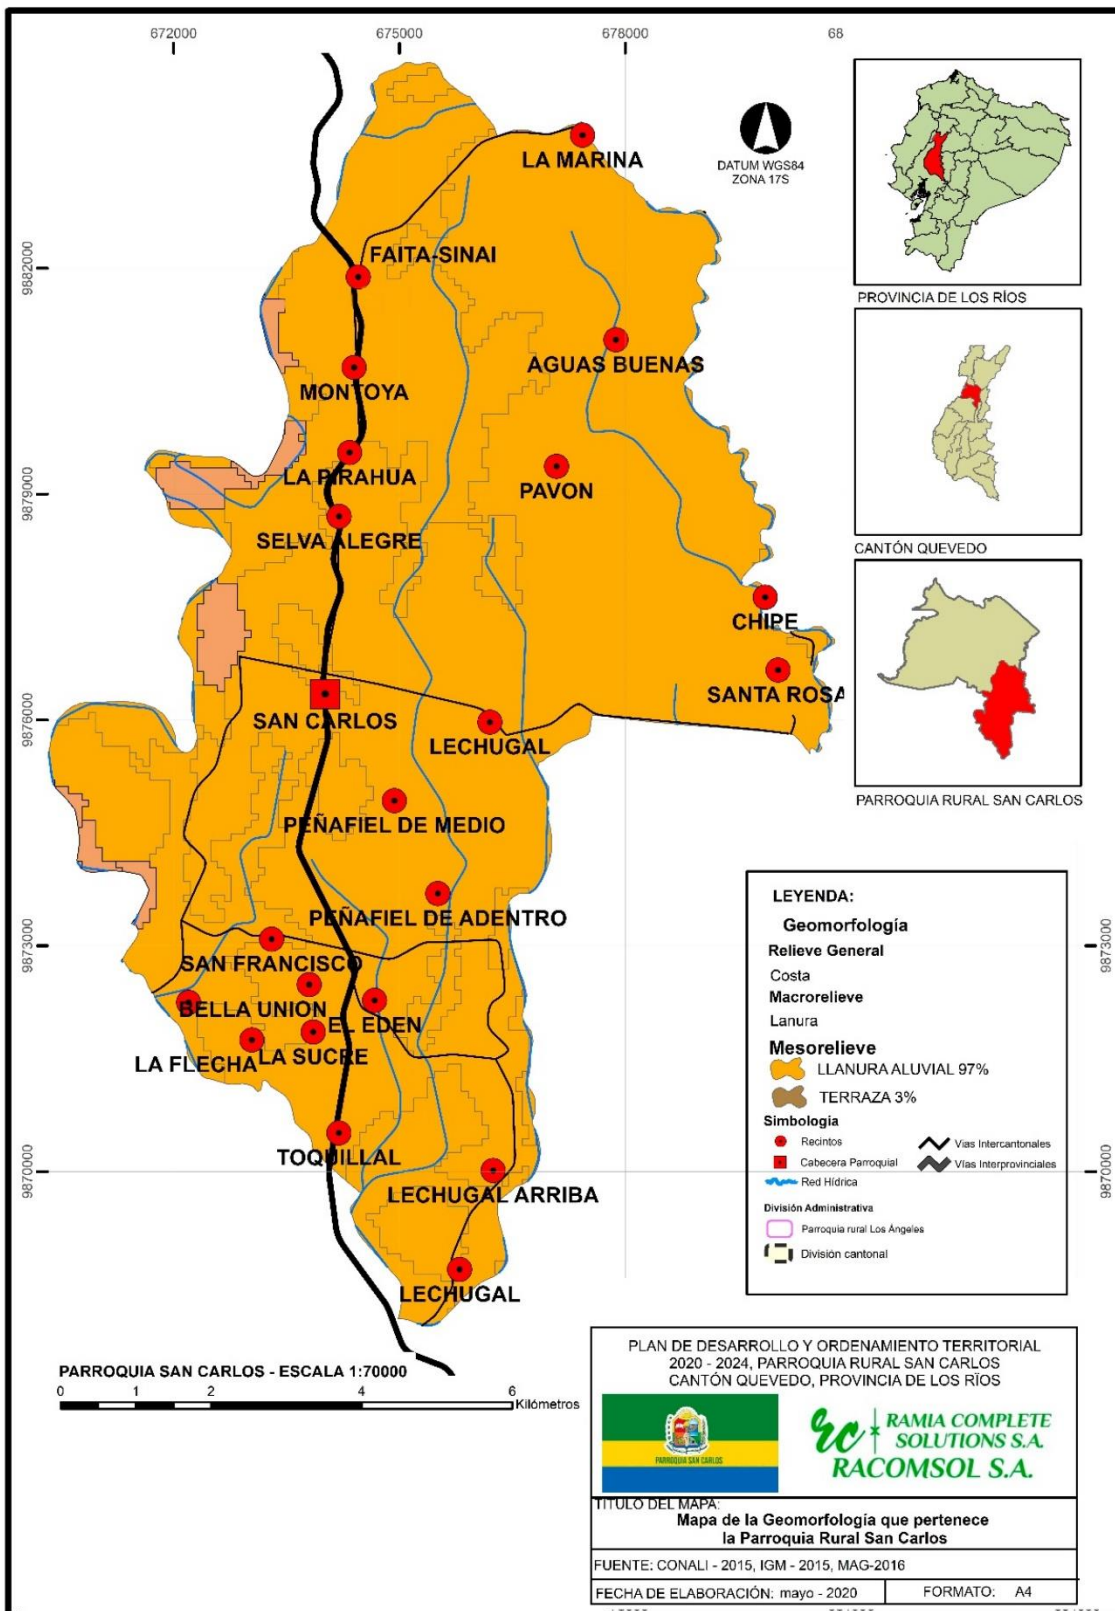 672000
675000
678000
68
9882000
9879000
9876000
9873000
9870000
9873000
9870000
DATUM WGS84
ZONA 17S
LA MARINA
FAITA-SINAI
AGUAS BUENAS
MONTOYA
LA PIRAHUA
PAVON
SELVA ALEGRE
CHIPE
SANTA ROSA
SAN CARLOS
LECHUGAL
PEÑAFIEL DE MEDIO
PEÑAFIEL DE ADENTRO
SAN FRANCISCO
BELLA UNION
EL EDEN
LA FLECHA
LA SUCRE
TOQUILLAL
LECHUGAL ARRIBA
LECHUGAL
PROVINCIA DE LOS RÍOS
CANTÓN QUEVEDO
PARROQUIA RURAL SAN CARLOS
LEYENDA:
Geomorfología
Relieve General
Costa
Macrorelieve
Lanura
Mesorelieve
LLANURA ALUVIAL 97%
TERRAZA 3%
Simbología
Recintos
Vias Intercantonales
Cabecera Parroquial
Vías Interprovinciales
Red Hídrica
División Administrativa
Parroquia rural Los Ángeles
División cantonal
PARROQUIA SAN CARLOS - ESCALA 1:70000
0 1 2 4 6
Kilómetros
PLAN DE DESARROLLO Y ORDENAMIENTO TERRITORIAL
2020 - 2024, PARROQUIA RURAL SAN CARLOS
CANTÓN QUEVEDO, PROVINCIA DE LOS RÏOS
PARROQUIA SAN CARLOS
rc
RAMIA COMPLETE
SOLUTIONS S.A.
RACOMSOL S.A.
TITULO DEL MAPA:
Mapa de la Geomorfología que pertenece
la Parroquia Rural San Carlos
FUENTE: CONALI - 2015, IGM - 2015, MAG-2016
FECHA DE ELABORACIÓN: mayo - 2020
FORMATO: A4